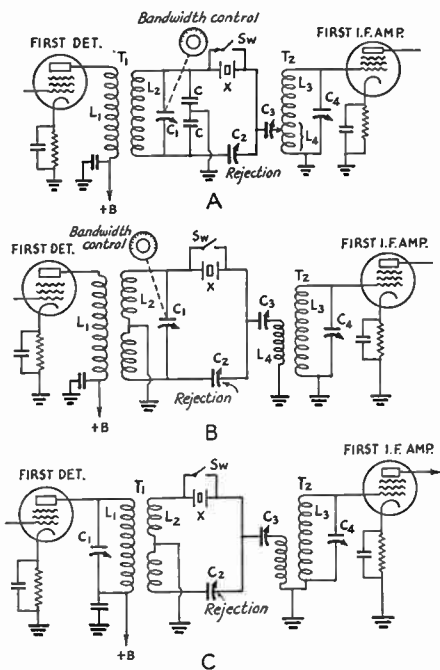 Bandwidth control
FIRST DET.
T1
Sw
T2
FIRST I.F. AMP.
L1
L2
C1
C
C
X
C2
Rejection
C3
L3
L4
C4
+B
A
Bandwidth control
FIRST DET.
Sw
T2
FIRST I.F. AMP.
L1
L2
C1
X
C2
Rejection
C3
L4
L3
C4
+B
B
FIRST DET.
T1
Sw
T2
FIRST I.F. AMP.
C1
L1
L2
X
C2
Rejection
C3
L3
C4
+B
C